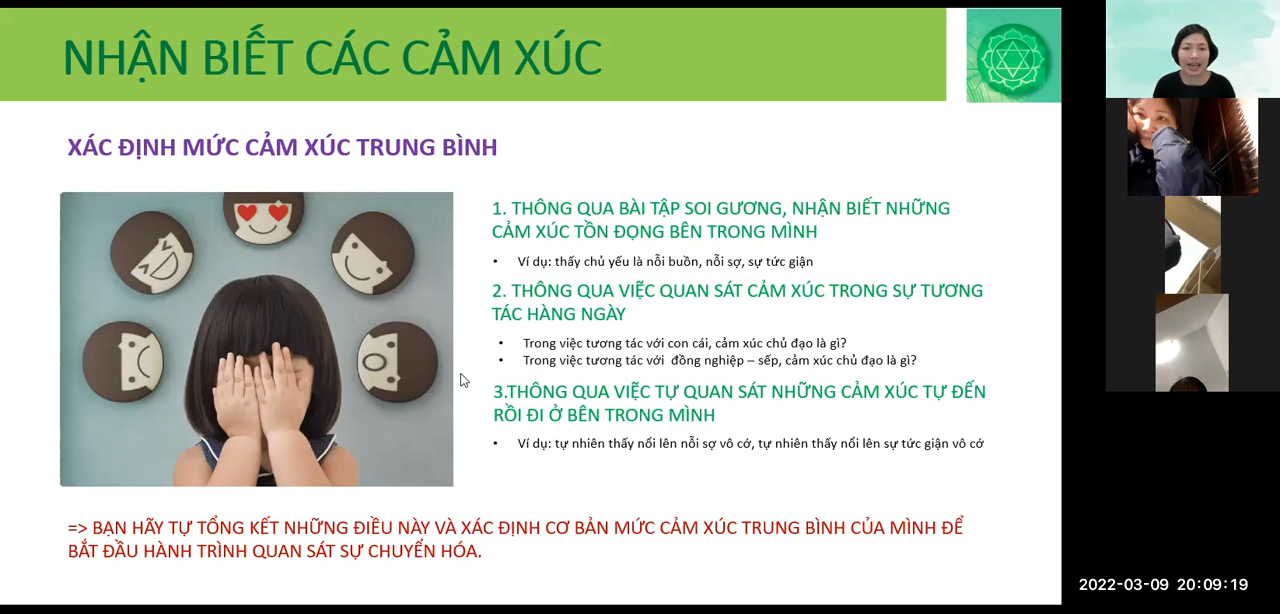 NHẬN BIẾT CÁC CẢM XÚC
XÁC ĐỊNH MỨC CẢM XÚC TRUNG BÌNH
1. THÔNG QUA BÀI TẬP SOI GƯƠNG, NHẬN BIẾT NHỮNG
CẢM XÚC TỒN ĐỌNG BÊN TRONG MÌNH
• Ví dụ: thấy chủ yếu là nỗi buồn, nỗi sợ, sự tức giận
2. THÔNG QUA VIỆC QUAN SÁT CẢM XÚC TRONG SỰ TƯƠNG
TÁC HÀNG NGÀY
• Trong việc tương tác với con cái, cảm xúc chủ đạo là gì?
• Trong việc tương tác với đồng nghiệp – sếp, cảm xúc chủ đạo là gì?
3.THÔNG QUA VIỆC TỰ QUAN SÁT NHỮNG CẢM XÚC TỰ ĐẾN
RỒI ĐI Ở BÊN TRONG MÌNH
• Ví dụ: tự nhiên thấy nổi lên nỗi sợ vô cớ, tự nhiên thấy nổi lên sự tức giận vô cớ
=> BẠN HÃY TỰ TỔNG KẾT NHỮNG ĐIỀU NÀY VÀ XÁC ĐỊNH CƠ BẢN MỨC CẢM XÚC TRUNG BÌNH CỦA MÌNH ĐỂ
BẮT ĐẦU HÀNH TRÌNH QUAN SÁT SỰ CHUYỂN HÓA.
2022-03-09 20:09:19